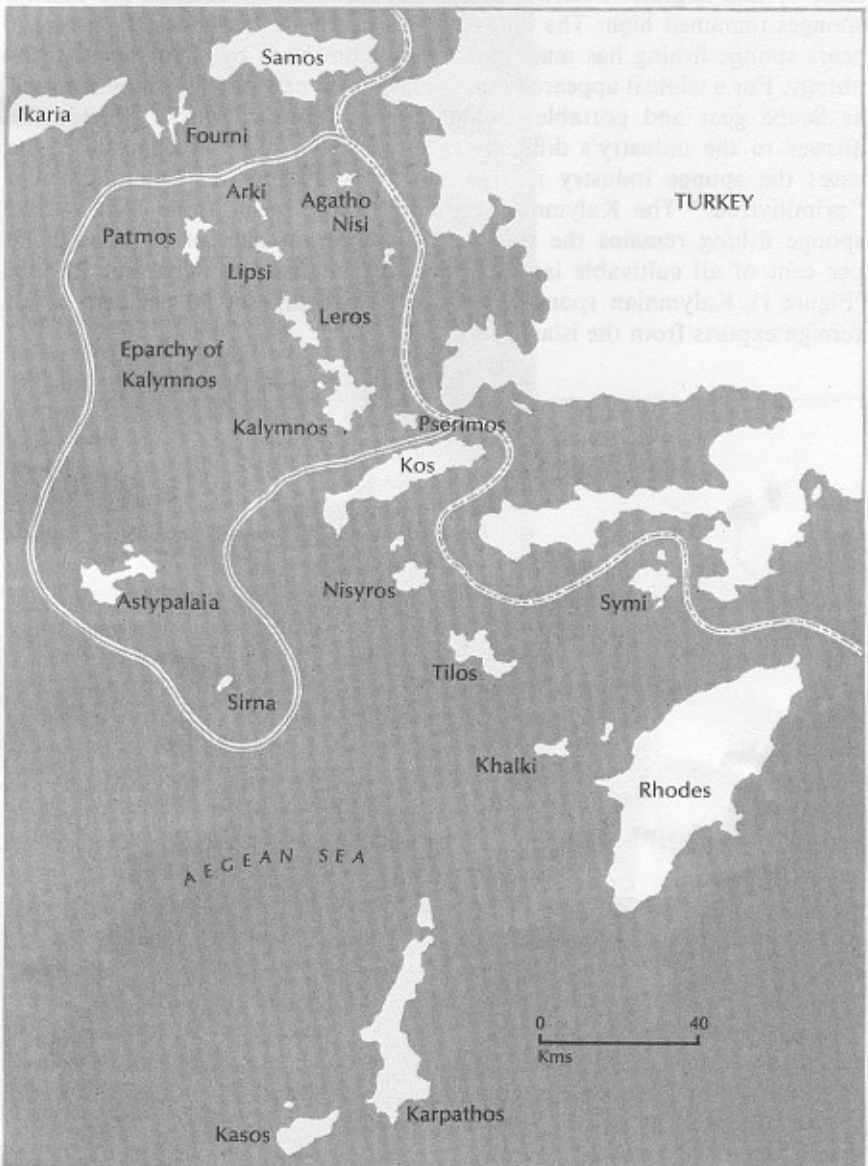 Samos
Ikaria
Fourni
Arki
Agatho
Nisi
TURKEY
Patmos
Lipsi
Leros
Eparchy of
Kalymnos
Kalymnos
Pserimos
Kos
Astypalaia
Nisyros
Symi
Tilos
Sirna
Khalki
Rhodes
AEGEAN SEA
0 40
Kms
Karpathos
Kasos